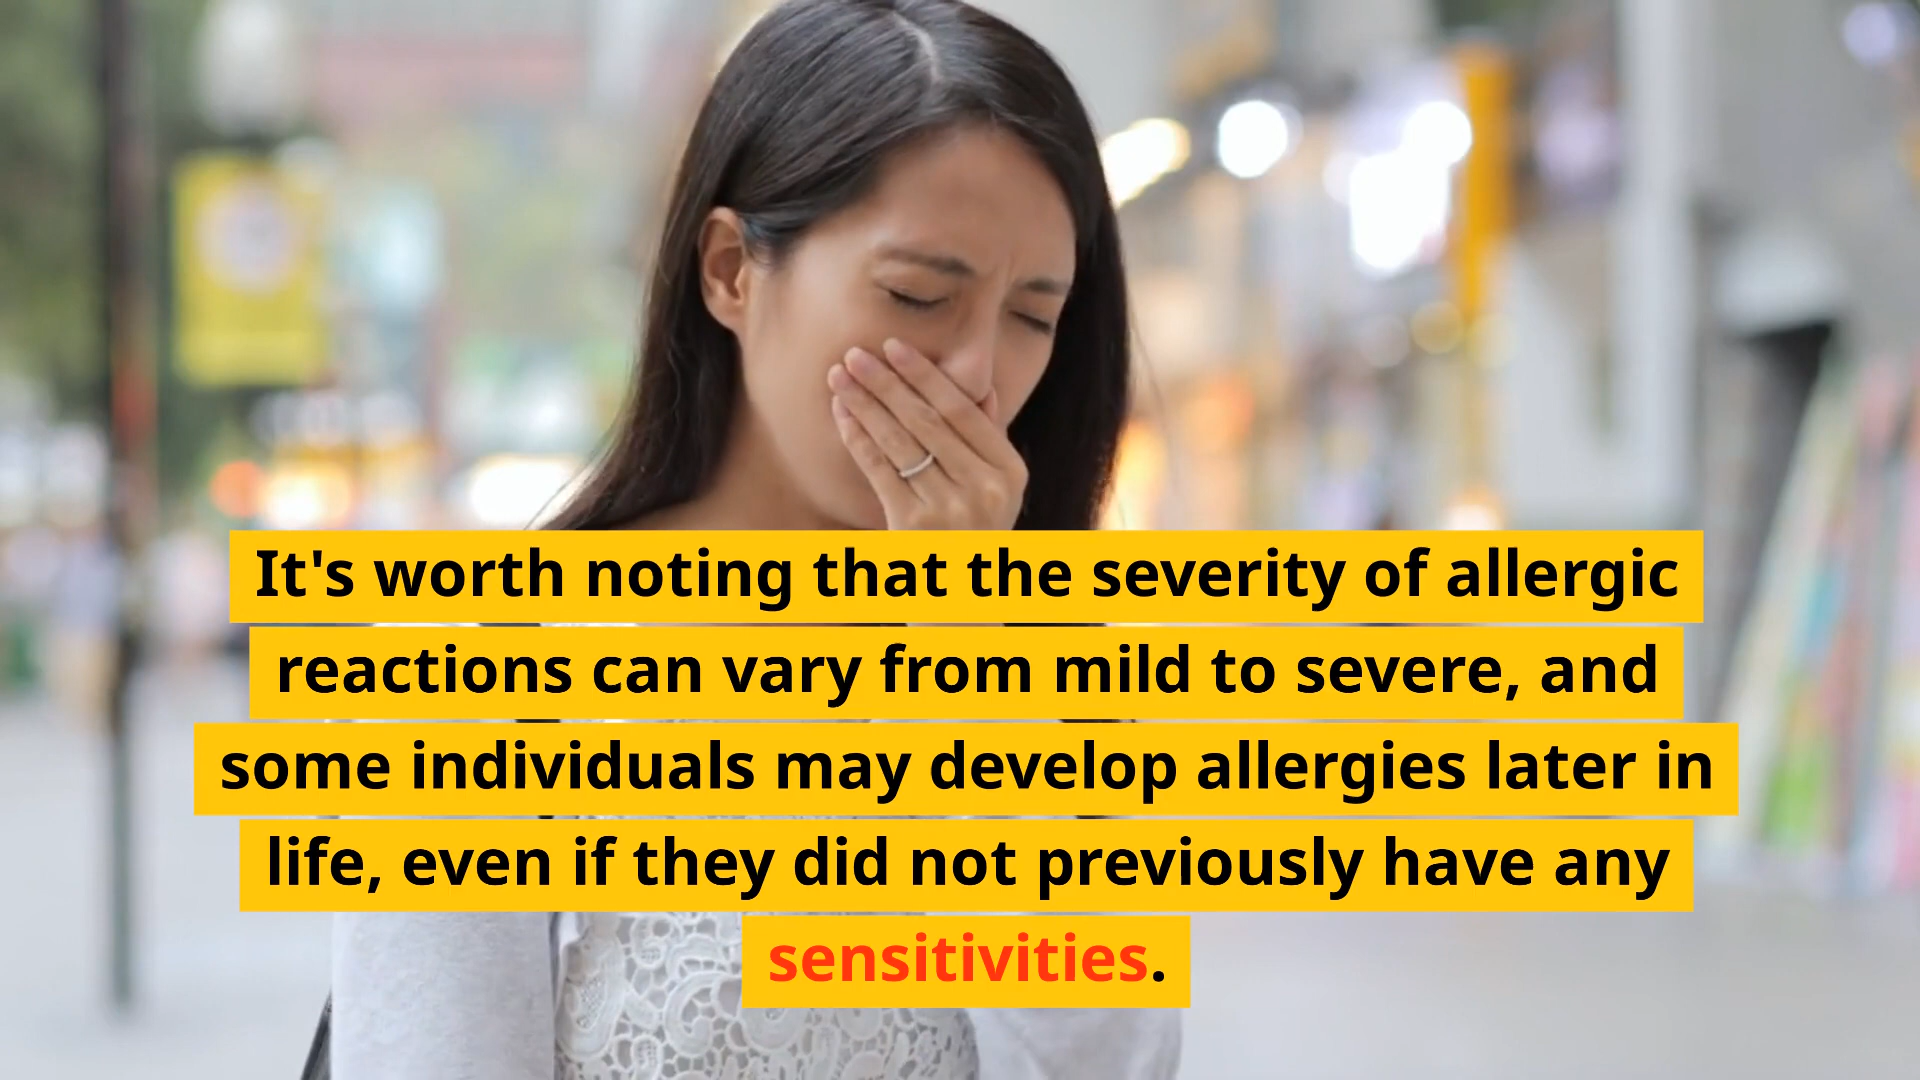 It's worth noting that the severity of allergic
reactions can vary from mild to severe, and
some individuals may develop allergies later in
life, even if they did not previously have any
sensitivities.